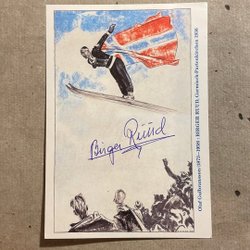 Birger Ruud
Olaf Gulbransson (1873 - 1958) : BIRGER RUUD, Garmisch-Partenkirchen 1936